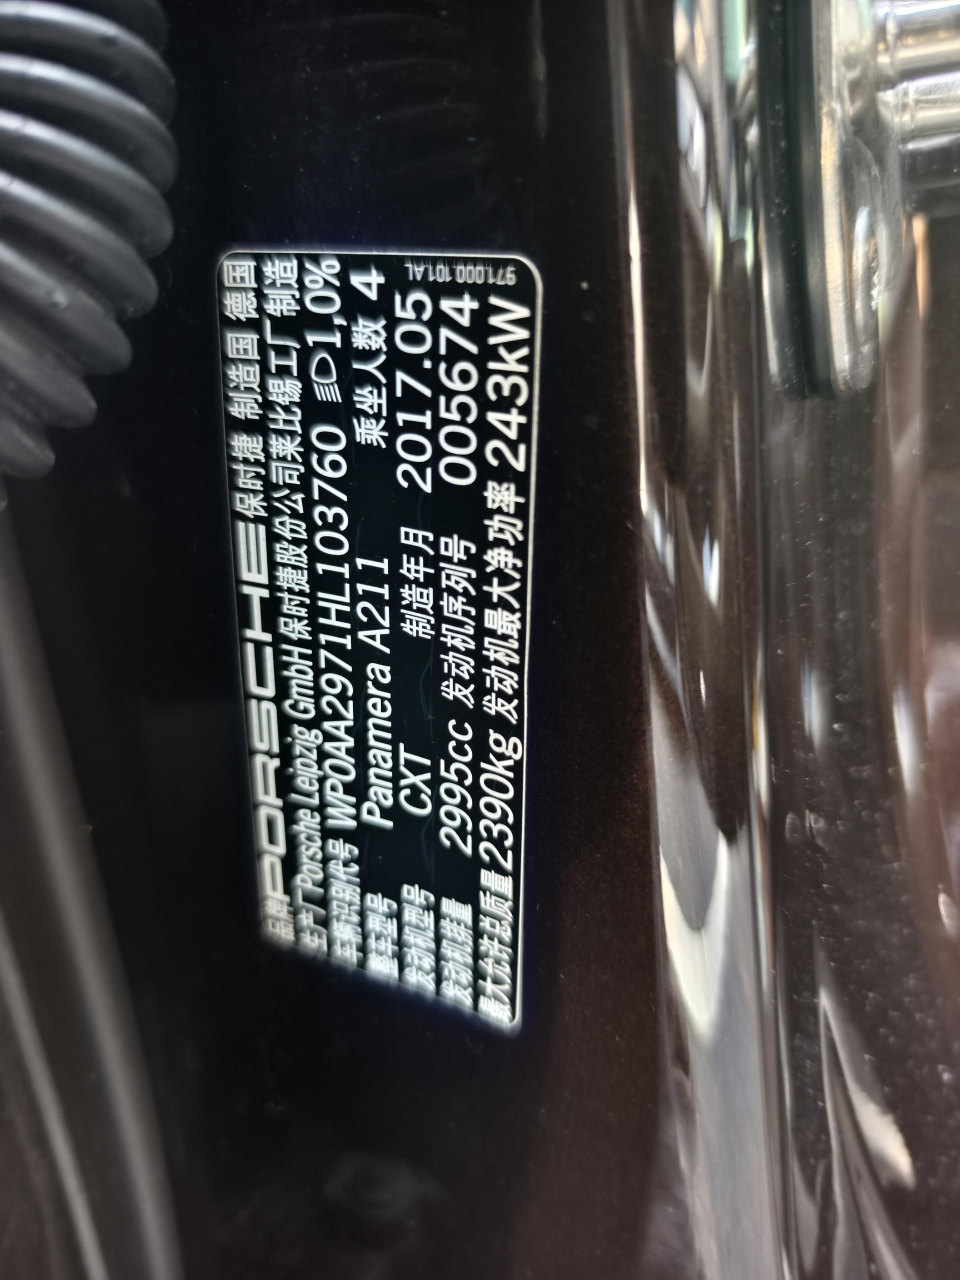 品牌 PORSCHE 保时捷 制造国 德国
生产厂 Porsche Leipzig GmbH 保时捷股份公司莱比锡工厂 制造
车辆识别代号 WP0AA2971HL103760 1,0%
整车型号 Panamera A211 乘坐人数 4
发动机型号 CXT 制造年月 2017.05
发动机排量 2995cc 发动机序列号 005674
最大允许总质量 2390kg 发动机最大净功率 243kW
971.000.101.AL